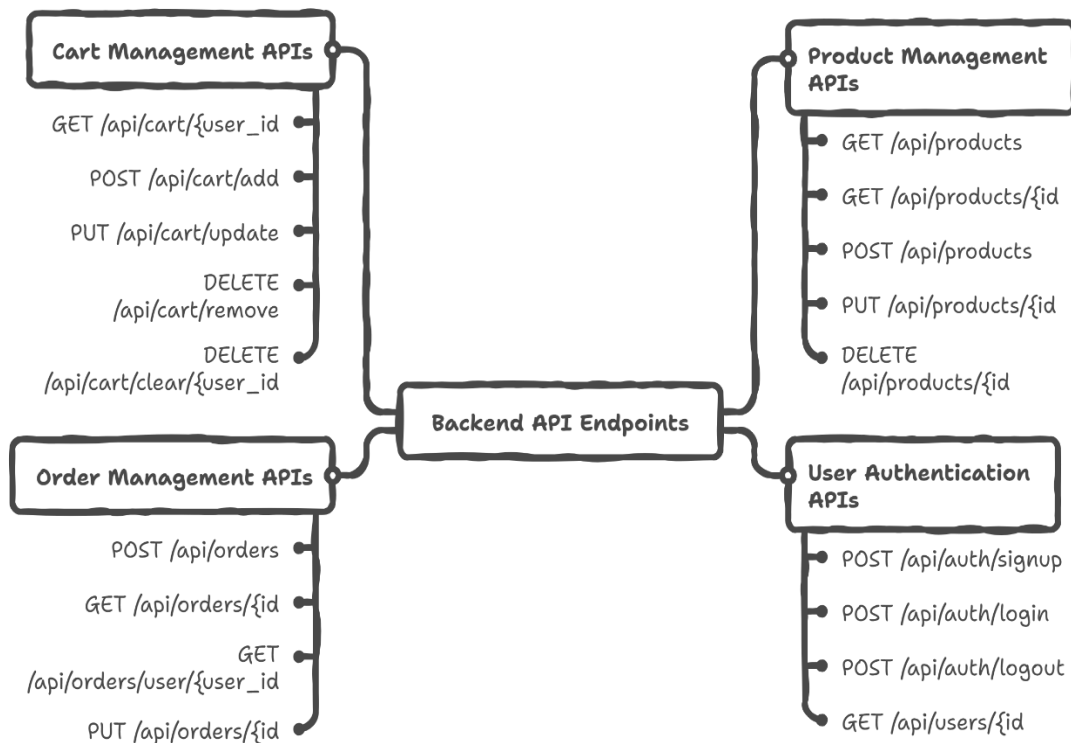 Cart Management APIs
GET /api/cart/{user_id
POST /api/cart/add
PUT /api/cart/update
DELETE
/api/cart/remove
DELETE
/api/cart/clear/{user_id
Product Management
APIs
GET /api/products
GET /api/products/{id
POST /api/products
PUT /api/products/{id
DELETE
/api/products/{id
Backend API Endpoints
Order Management APIs
POST /api/orders
GET /api/orders/{id
GET
/api/orders/user/{user_id
PUT /api/orders/{id
User Authentication
APIs
POST /api/auth/signup
POST /api/auth/login
POST /api/auth/logout
GET /api/users/{id